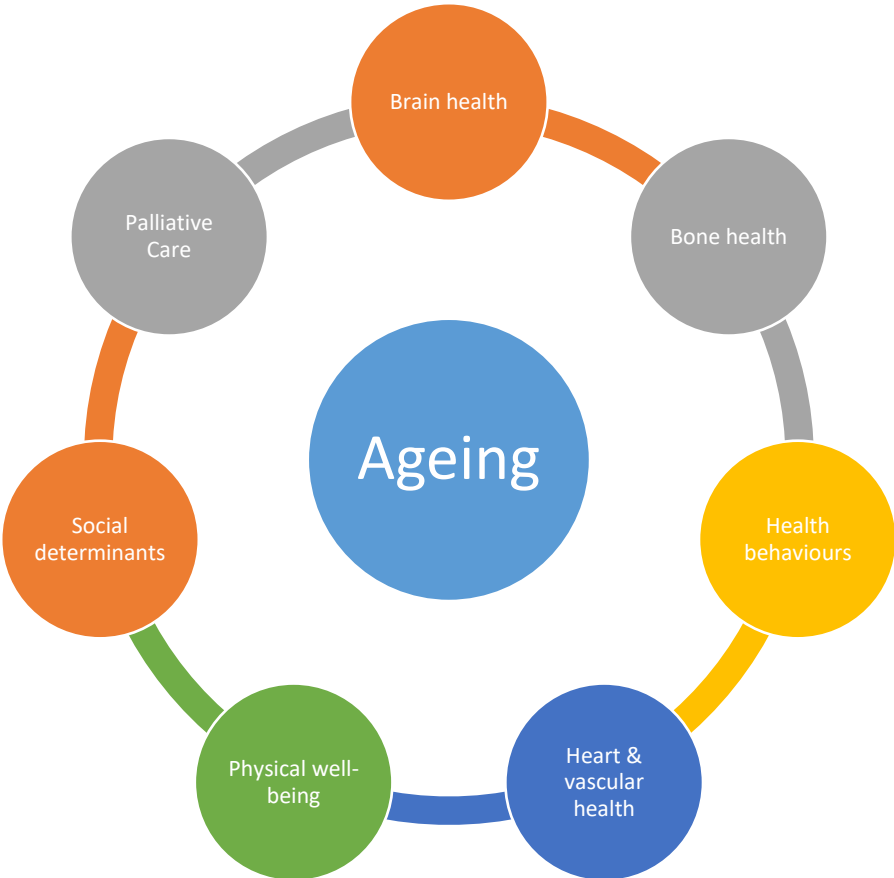 Brain health
Bone health
Health
behaviours
Heart &
vascular
health
Physical well-
being
Social
determinants
Palliative
Care
Ageing